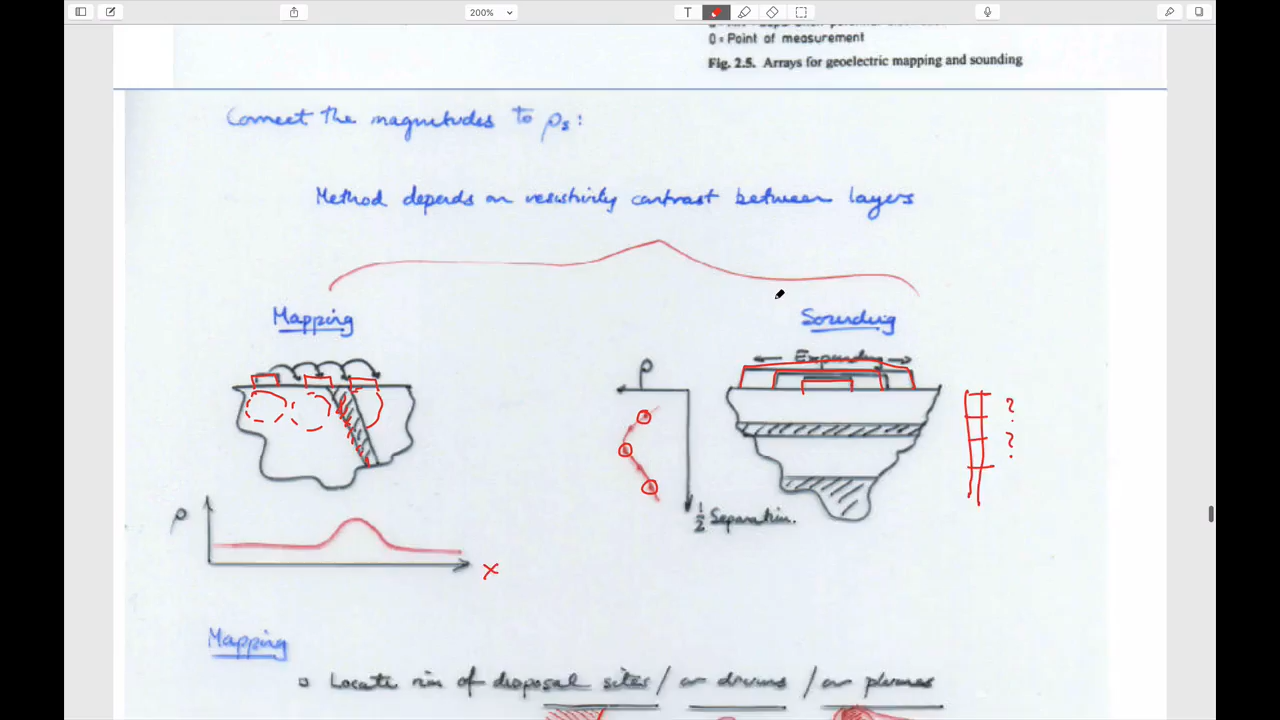 200%
T
0 = Point of measurement
Fig. 2.5. Arrays for geoelectric mapping and sounding
Connect the magnitudes to ρs:
Method depends on resistivity contrast between layers
Mapping
Sounding
← Expanding →
ρ
?
?
½ Separation.
ρ
x
Mapping
o Locate rim of disposal sites / or drums / or plumes